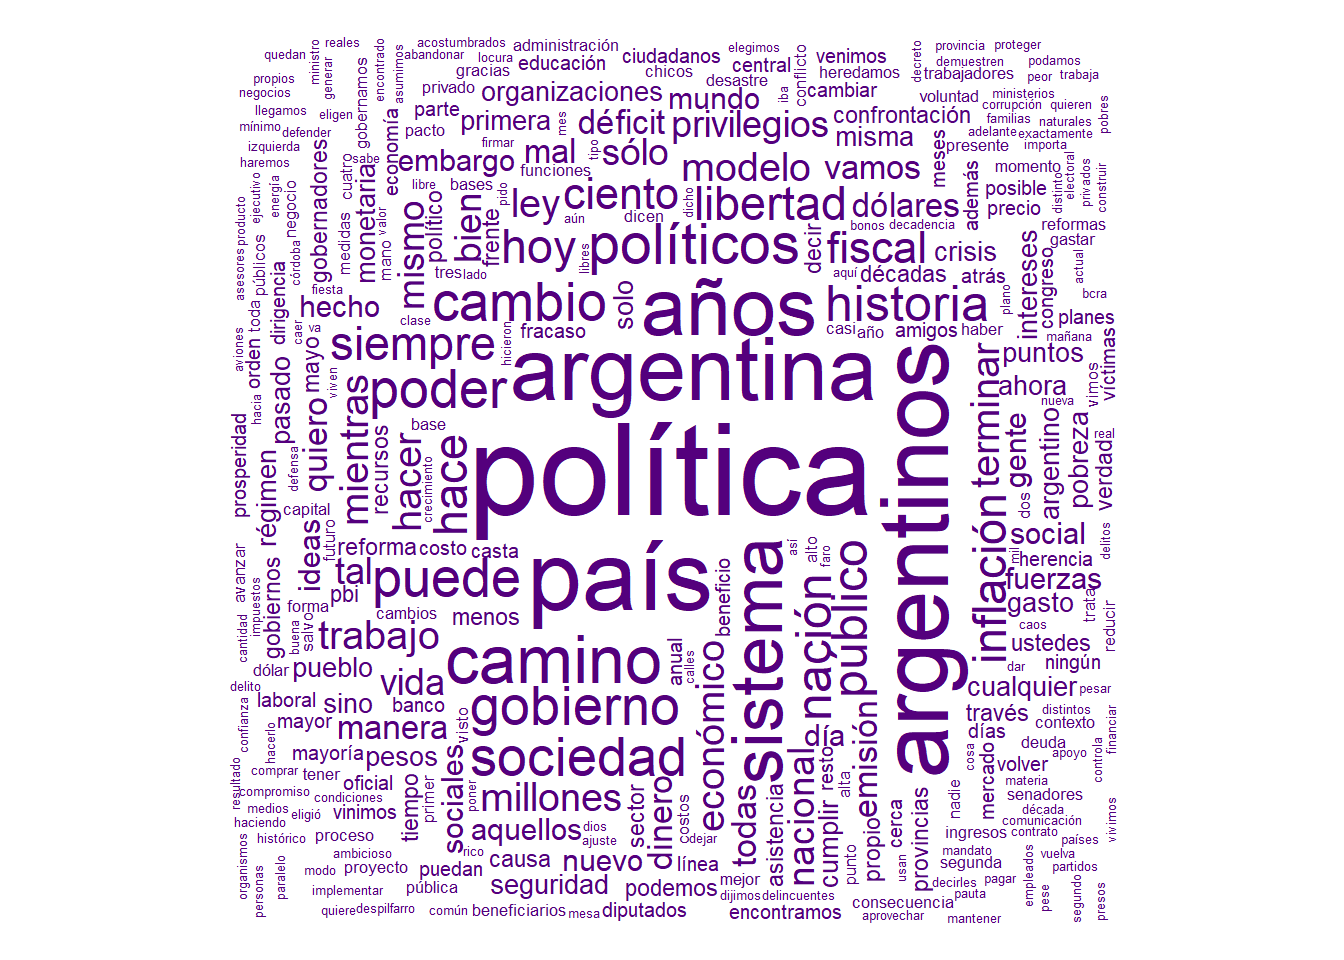 política
argentinos
país
argentina
años
sistema
camino
sociedad
gobierno
puede
poder
cambio
siempre
historia
políticos
libertad
público
nación
inflación
económico
hoy
fiscal
modelo
privilegios
ciento
hace
hacer
mientras
mismo
bien
ley
terminar
trabajo
millones
dinero
todas
nacional
vamos
dólares
déficit
mundo
sólo
mal
embargo
organizaciones
primera
misma
confrontación
crisis
décadas
atrás
quedan
ministro
reales
acostumbrados
abandonar
locura
administración
educación
gracias
ciudadanos
chicos
elegimos
central
desastre
venimos
heredamos
cambiar
conflicto
iba
decreto
provincia
proteger
demuestren
podamos
trabajadores
peor
trabaja
propios
negocios
generar
encontrado
asumimos
gobernamos
privado
parte
pacto
voluntad
ministerios
corrupción
quieren
familias
naturales
pobres
adelante
exactamente
presente
importa
llegamos
eligen
mínimo
defender
izquierda
sabe
haremos
economía
firmar
mes
tipo
funciones
meses
momento
además
posible
precio
distinto
electoral
privados
construir
gobernadores
monetaria
cuatro
libre
bases
pido
aún
dicen
dicho
bonos
decadencia
reformas
gastar
producto
ejecutivo
energía
negocio
medidas
mano
valor
político
frente
libres
decir
aquí
intereses
congreso
actual
bcra
asesores
públicos
córdoba
fiesta
tres
lado
plano
planes
hecho
clase
fracaso
solo
casi
año
amigos
haber
mañana
aviones
orden
toda
dirigencia
caer
va
hicieron
puntos
vimos
víctimas
hacia
pasado
mayo
viven
ahora
nueva
prosperidad
régimen
quiero
defensa
recursos
base
crecimiento
gente
dos
argentino
pobreza
verdad
real
capital
futuro
ideas
reforma
costo
casta
así
alto
faro
social
mil
herencia
delitos
avanzar
impuestos
gobiernos
forma
buena
salvo
tal
pbi
cambios
menos
beneficio
fuerzas
gasto
trata
reducir
caos
cantidad
dólar
pueblo
ustedes
dar
ningún
delito
laboral
sino
vida
banco
anual
calles
cualquier
pesar
confianza
mayor
manera
visto
través
distintos
contexto
financiar
hacerlo
mayoría
pesos
día
días
deuda
apoyo
controla
resultado
comprar
tener
oficial
sociales
poner
resto
emisión
cosa
volver
materia
compromiso
condiciones
tiempo
primer
sector
costos
asistencia
cumplir
alta
mercado
senadores
década
medios
eligió
vinimos
haciendo
aquellos
dios
ajuste
dejar
propio
cerca
provincias
nadie
comunicación
vivimos
histórico
proceso
ingresos
contrato
países
ambicioso
rico
causa
nuevo
línea
punto
usan
mandato
vuelva
organismos
personas
paralelo
modo
proyecto
puedan
mejor
segunda
partidos
implementar
pública
seguridad
podemos
dijimos
delincuentes
decirles
pagar
empleados
pese
segundo
presos
quiere
despilfarro
común
beneficiarios
mesa
diputados
encontramos
consecuencia
pauta
aprovechar
mantener